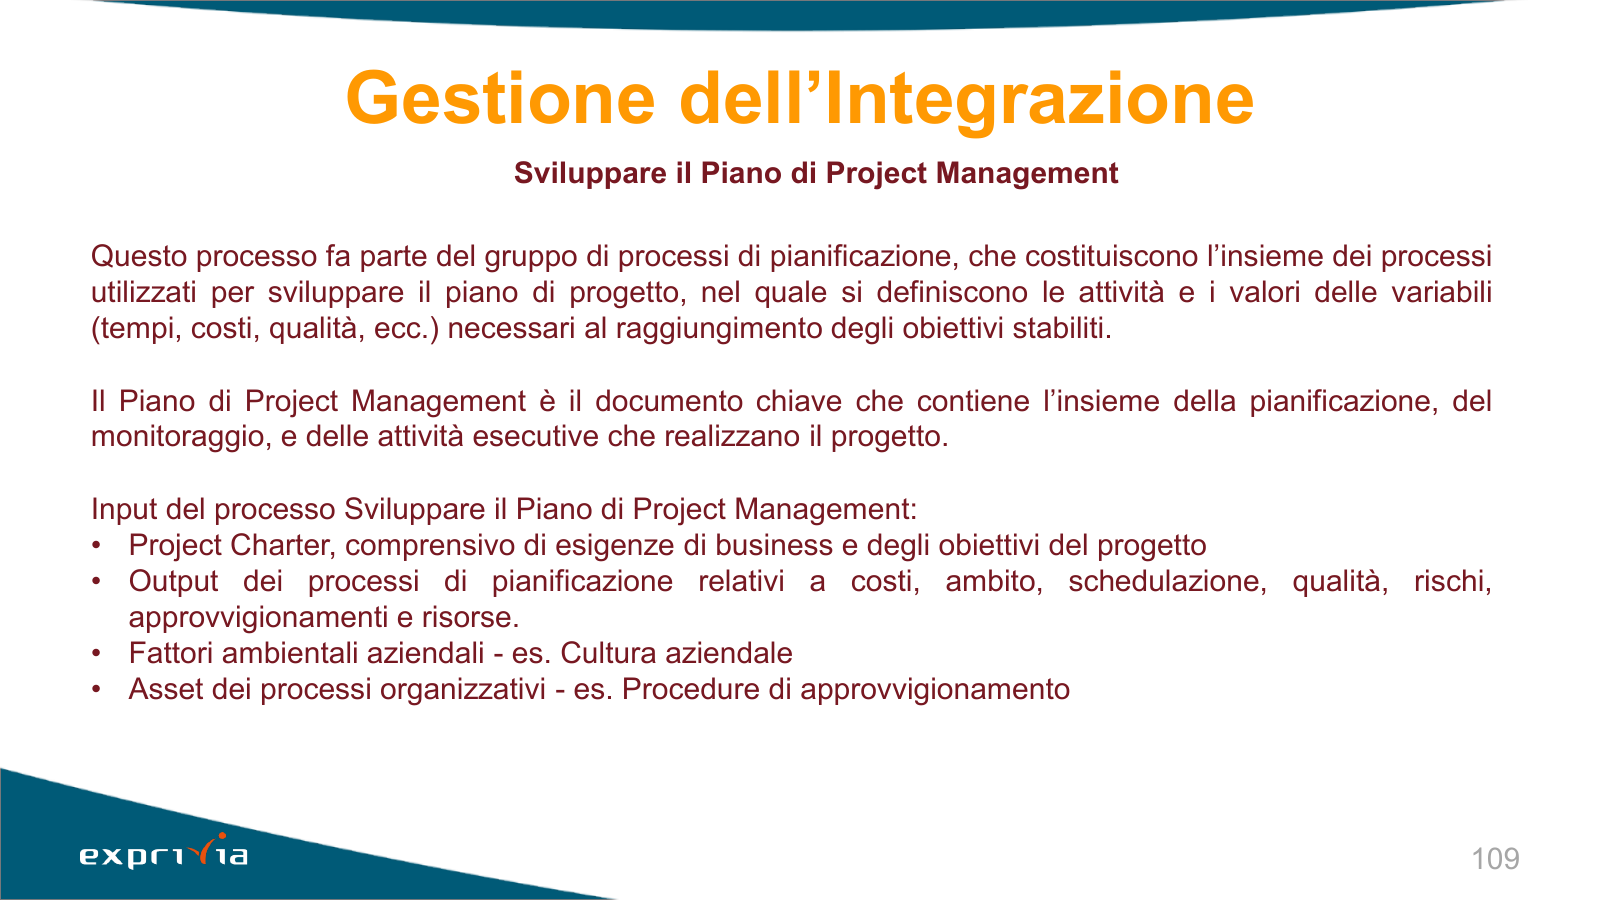 Gestione dell’Integrazione
Sviluppare il Piano di Project Management
Questo processo fa parte del gruppo di processi di pianificazione, che costituiscono l’insieme dei processi
utilizzati per sviluppare il piano di progetto, nel quale si definiscono le attività e i valori delle variabili
(tempi, costi, qualità, ecc.) necessari al raggiungimento degli obiettivi stabiliti.
Il Piano di Project Management è il documento chiave che contiene l’insieme della pianificazione, del
monitoraggio, e delle attività esecutive che realizzano il progetto.
Input del processo Sviluppare il Piano di Project Management:
• Project Charter, comprensivo di esigenze di business e degli obiettivi del progetto
• Output dei processi di pianificazione relativi a costi, ambito, schedulazione, qualità, rischi,
approvvigionamenti e risorse.
• Fattori ambientali aziendali - es. Cultura aziendale
• Asset dei processi organizzativi - es. Procedure di approvvigionamento
exprivia
109